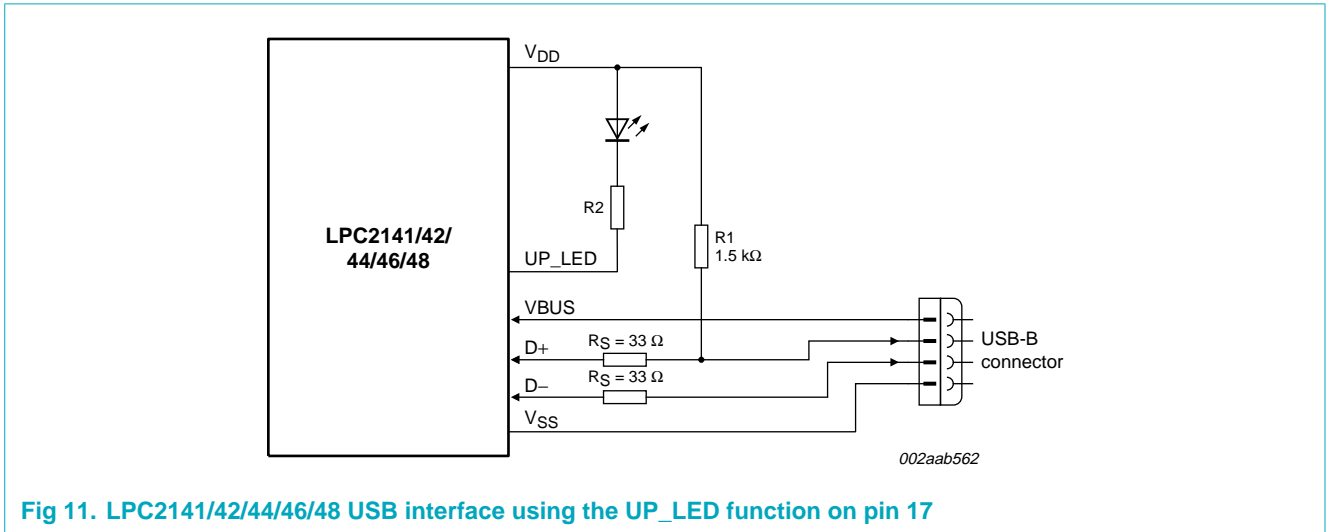 VDD
R2
R1
1.5 kΩ
LPC2141/42/
44/46/48
UP_LED
VBUS
D+
RS = 33 Ω
D−
RS = 33 Ω
VSS
USB-B
connector
002aab562
Fig 11. LPC2141/42/44/46/48 USB interface using the UP_LED function on pin 17